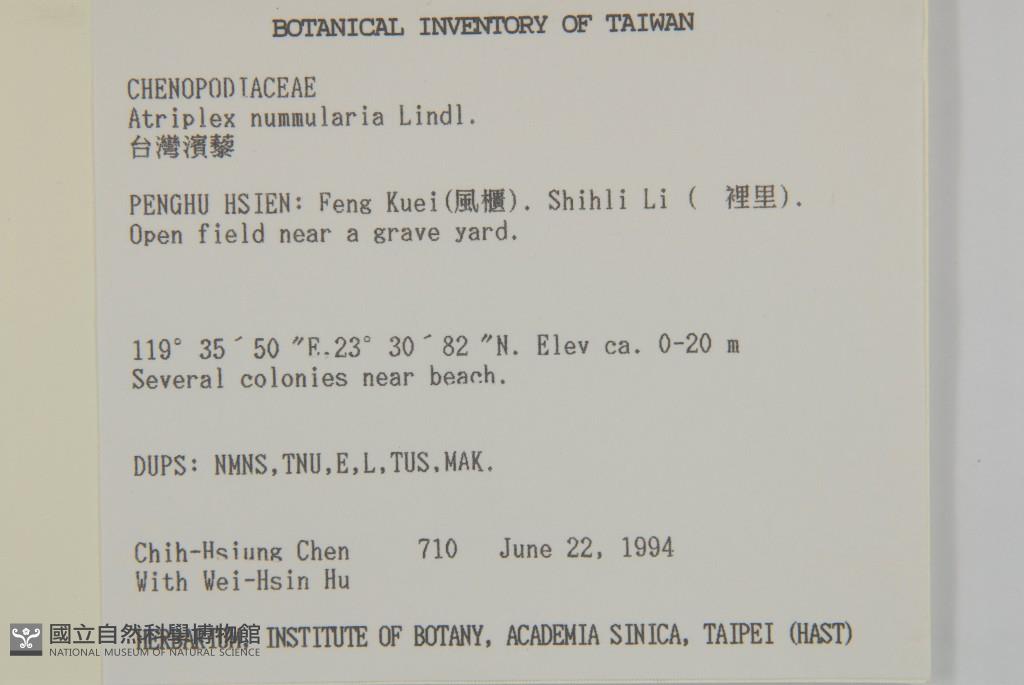 BOTANICAL INVENTORY OF TAIWAN
CHENOPODIACEAE
Atriplex nummularia Lindl.
台灣濱藜
PENGHU HSIEN: Feng Kuei(風櫃). Shihli Li (　裡里).
Open field near a grave yard.
119° 35´50 ″E.23° 30´82 ″N. Elev ca. 0-20 m
Several colonies near beach.
DUPS: NMNS,TNU,E,L,TUS,MAK.
Chih-Hsiung Chen 710 June 22, 1994
With Wei-Hsin Hu
HERBARIUM, INSTITUTE OF BOTANY, ACADEMIA SINICA, TAIPEI (HAST)
國立自然科學博物館
NATIONAL MUSEUM OF NATURAL SCIENCE